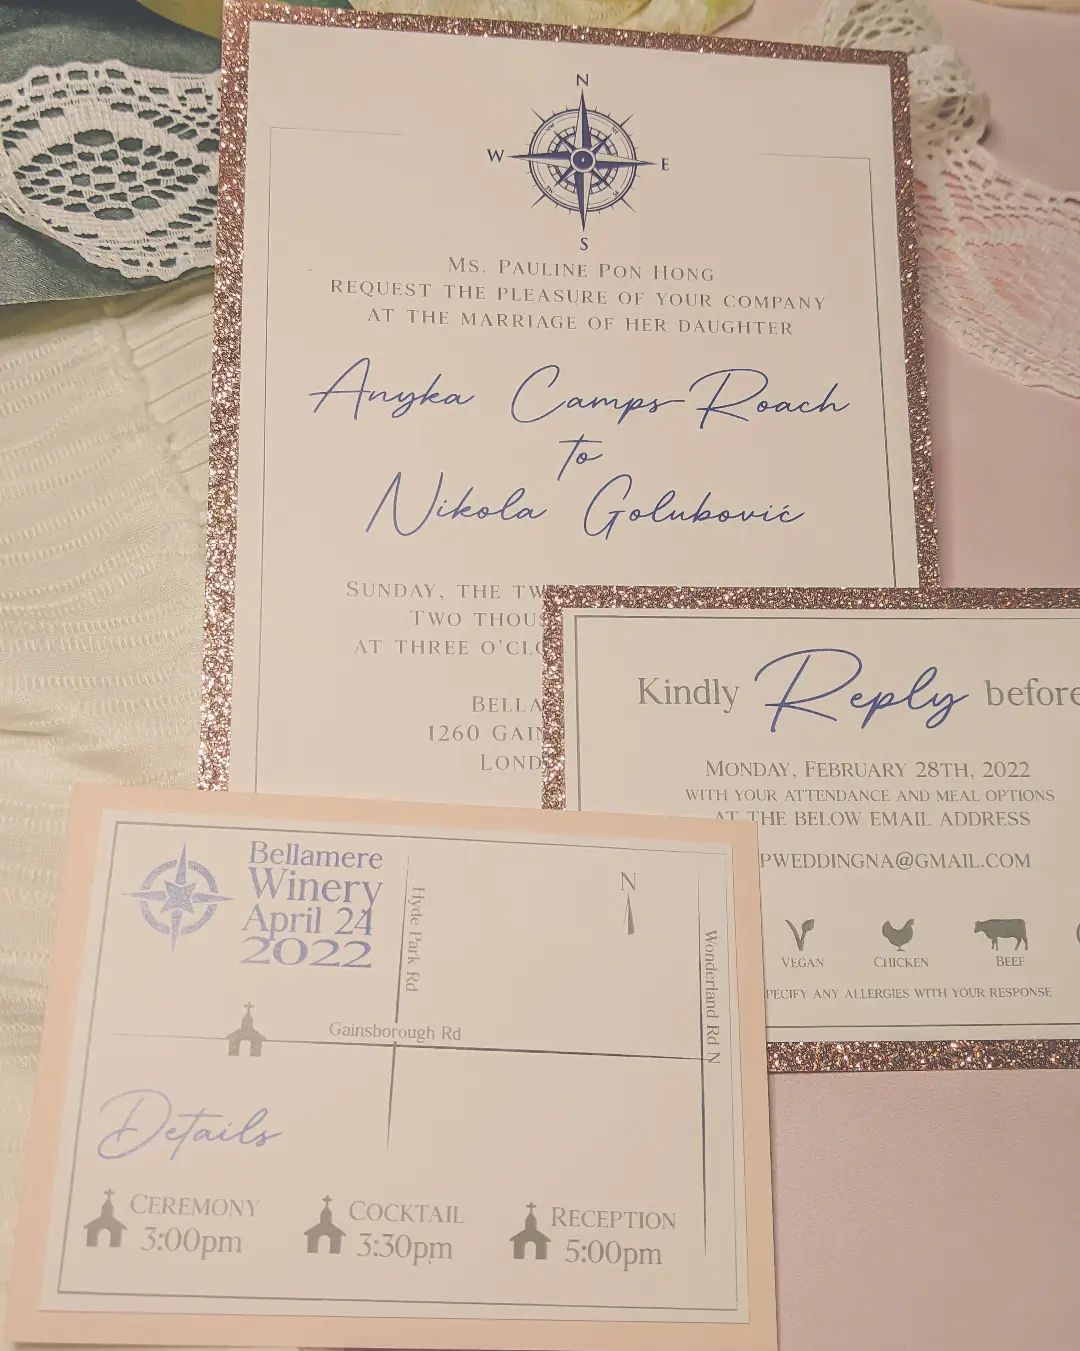 N
W E
S
Ms. Pauline Pon Hong
request the pleasure of your company
at the marriage of her daughter
Anyka Camps-Roach
to
Nikola Golubović
Sunday, the tw
Two thous
at three o'clo
Bella
1260 Gain
Lond
Kindly Reply before
Monday, February 28th, 2022
with your attendance and meal options
at the below email address
pweddingna@gmail.com
Vegan Chicken Beef
pecify any allergies with your response
Bellamere
Winery
April 24
2022
Hyde Park Rd
N
Wonderland Rd N
Gainsborough Rd
Details
Ceremony
3:00pm
Cocktail
3:30pm
Reception
5:00pm